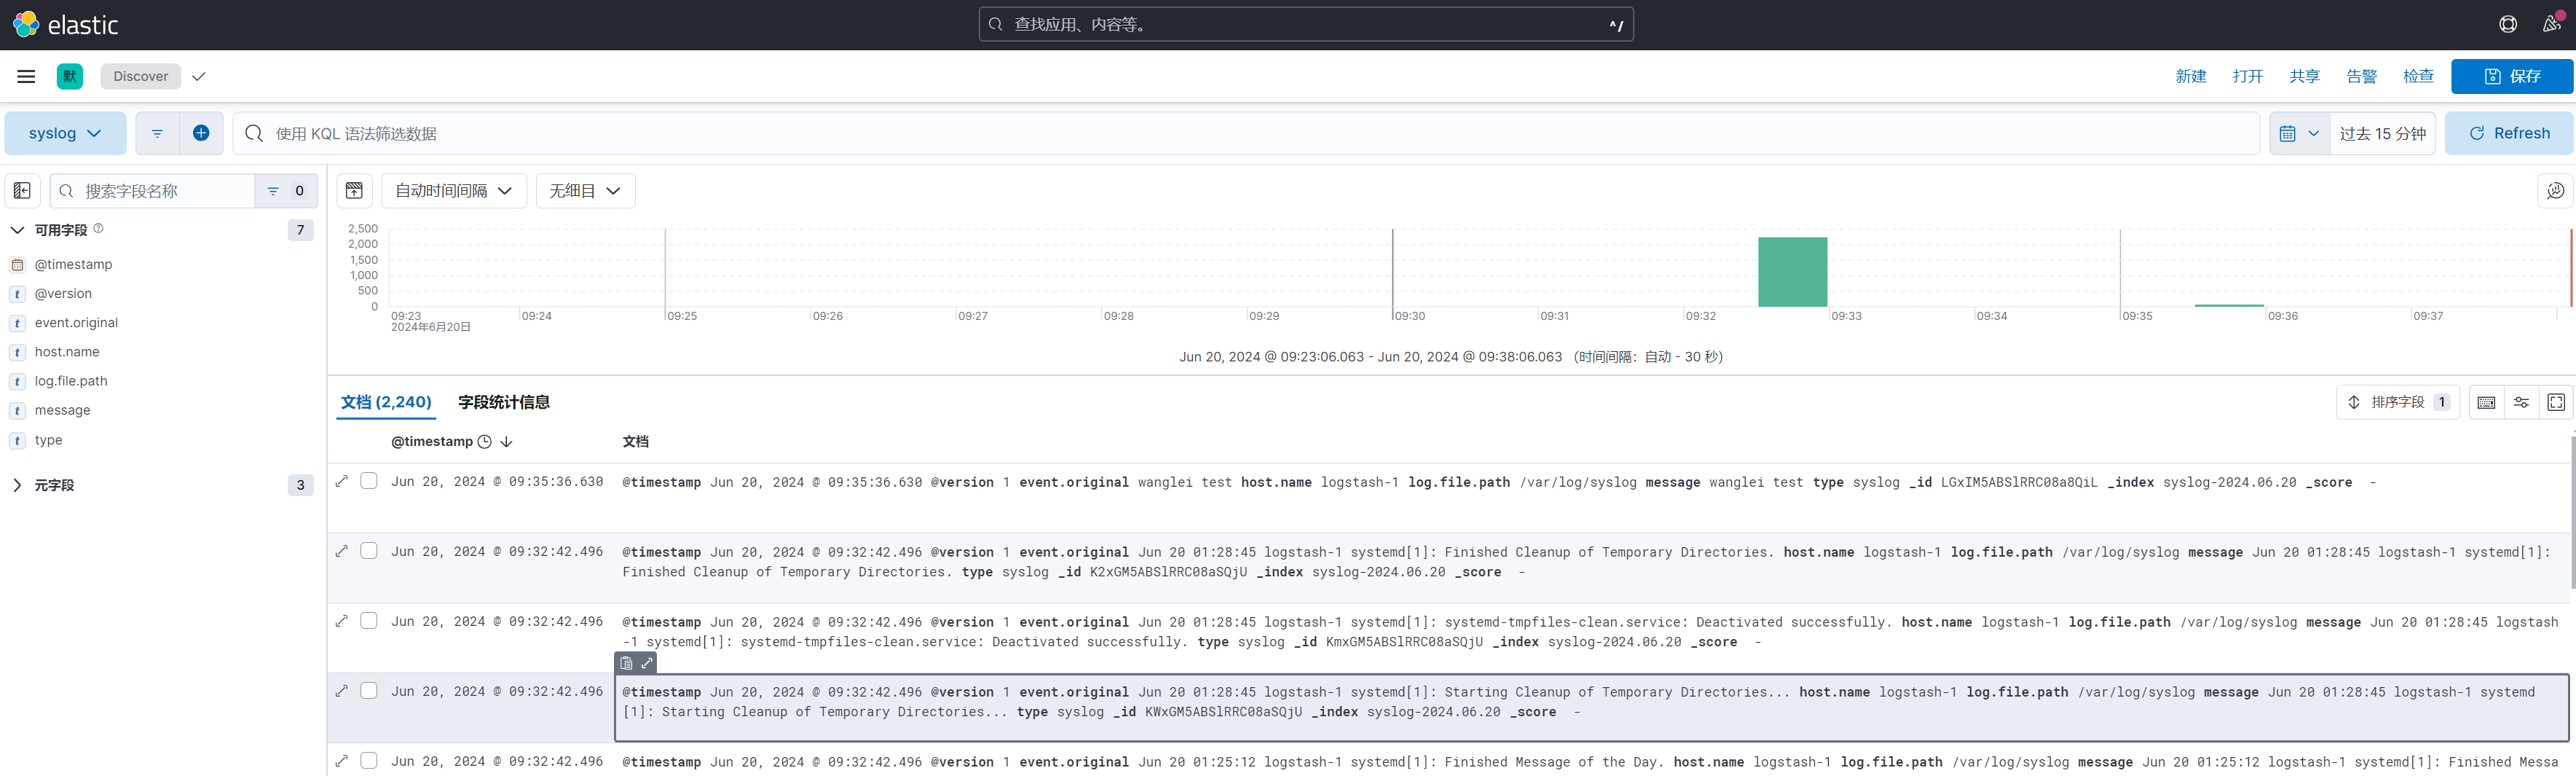 elastic
查找应用、内容等。 ^/
默 Discover 新建 打开 共享 告警 检查 保存
syslog 使用 KQL 语法筛选数据 过去 15 分钟 Refresh
搜索字段名称 0
自动时间间隔 无细目
可用字段 7
@timestamp
@version
event.original
host.name
log.file.path
message
type
元字段 3
2,500
2,000
1,500
1,000
500
0
09:23 09:24 09:25 09:26 09:27 09:28 09:29 09:30 09:31 09:32 09:33 09:34 09:35 09:36 09:37
2024年6月20日
Jun 20, 2024 @ 09:23:06.063 - Jun 20, 2024 @ 09:38:06.063 （时间间隔：自动 - 30 秒）
文档 (2,240) 字段统计信息 排序字段 1
@timestamp 文档
Jun 20, 2024 @ 09:35:36.630 @timestamp Jun 20, 2024 @ 09:35:36.630 @version 1 event.original wanglei test host.name logstash-1 log.file.path /var/log/syslog message wanglei test type syslog _id LGxIM5ABSlRRC08a8QiL _index syslog-2024.06.20 _score -
Jun 20, 2024 @ 09:32:42.496 @timestamp Jun 20, 2024 @ 09:32:42.496 @version 1 event.original Jun 20 01:28:45 logstash-1 systemd[1]: Finished Cleanup of Temporary Directories. host.name logstash-1 log.file.path /var/log/syslog message Jun 20 01:28:45 logstash-1 systemd[1]:
Finished Cleanup of Temporary Directories. type syslog _id K2xGM5ABSlRRC08aSQjU _index syslog-2024.06.20 _score -
Jun 20, 2024 @ 09:32:42.496 @timestamp Jun 20, 2024 @ 09:32:42.496 @version 1 event.original Jun 20 01:28:45 logstash-1 systemd[1]: systemd-tmpfiles-clean.service: Deactivated successfully. host.name logstash-1 log.file.path /var/log/syslog message Jun 20 01:28:45 logstash
-1 systemd[1]: systemd-tmpfiles-clean.service: Deactivated successfully. type syslog _id KmxGM5ABSlRRC08aSQjU _index syslog-2024.06.20 _score -
Jun 20, 2024 @ 09:32:42.496 @timestamp Jun 20, 2024 @ 09:32:42.496 @version 1 event.original Jun 20 01:28:45 logstash-1 systemd[1]: Starting Cleanup of Temporary Directories... host.name logstash-1 log.file.path /var/log/syslog message Jun 20 01:28:45 logstash-1 systemd
[1]: Starting Cleanup of Temporary Directories... type syslog _id KWxGM5ABSlRRC08aSQjU _index syslog-2024.06.20 _score -
Jun 20, 2024 @ 09:32:42.496 @timestamp Jun 20, 2024 @ 09:32:42.496 @version 1 event.original Jun 20 01:25:12 logstash-1 systemd[1]: Finished Message of the Day. host.name logstash-1 log.file.path /var/log/syslog message Jun 20 01:25:12 logstash-1 systemd[1]: Finished Messa